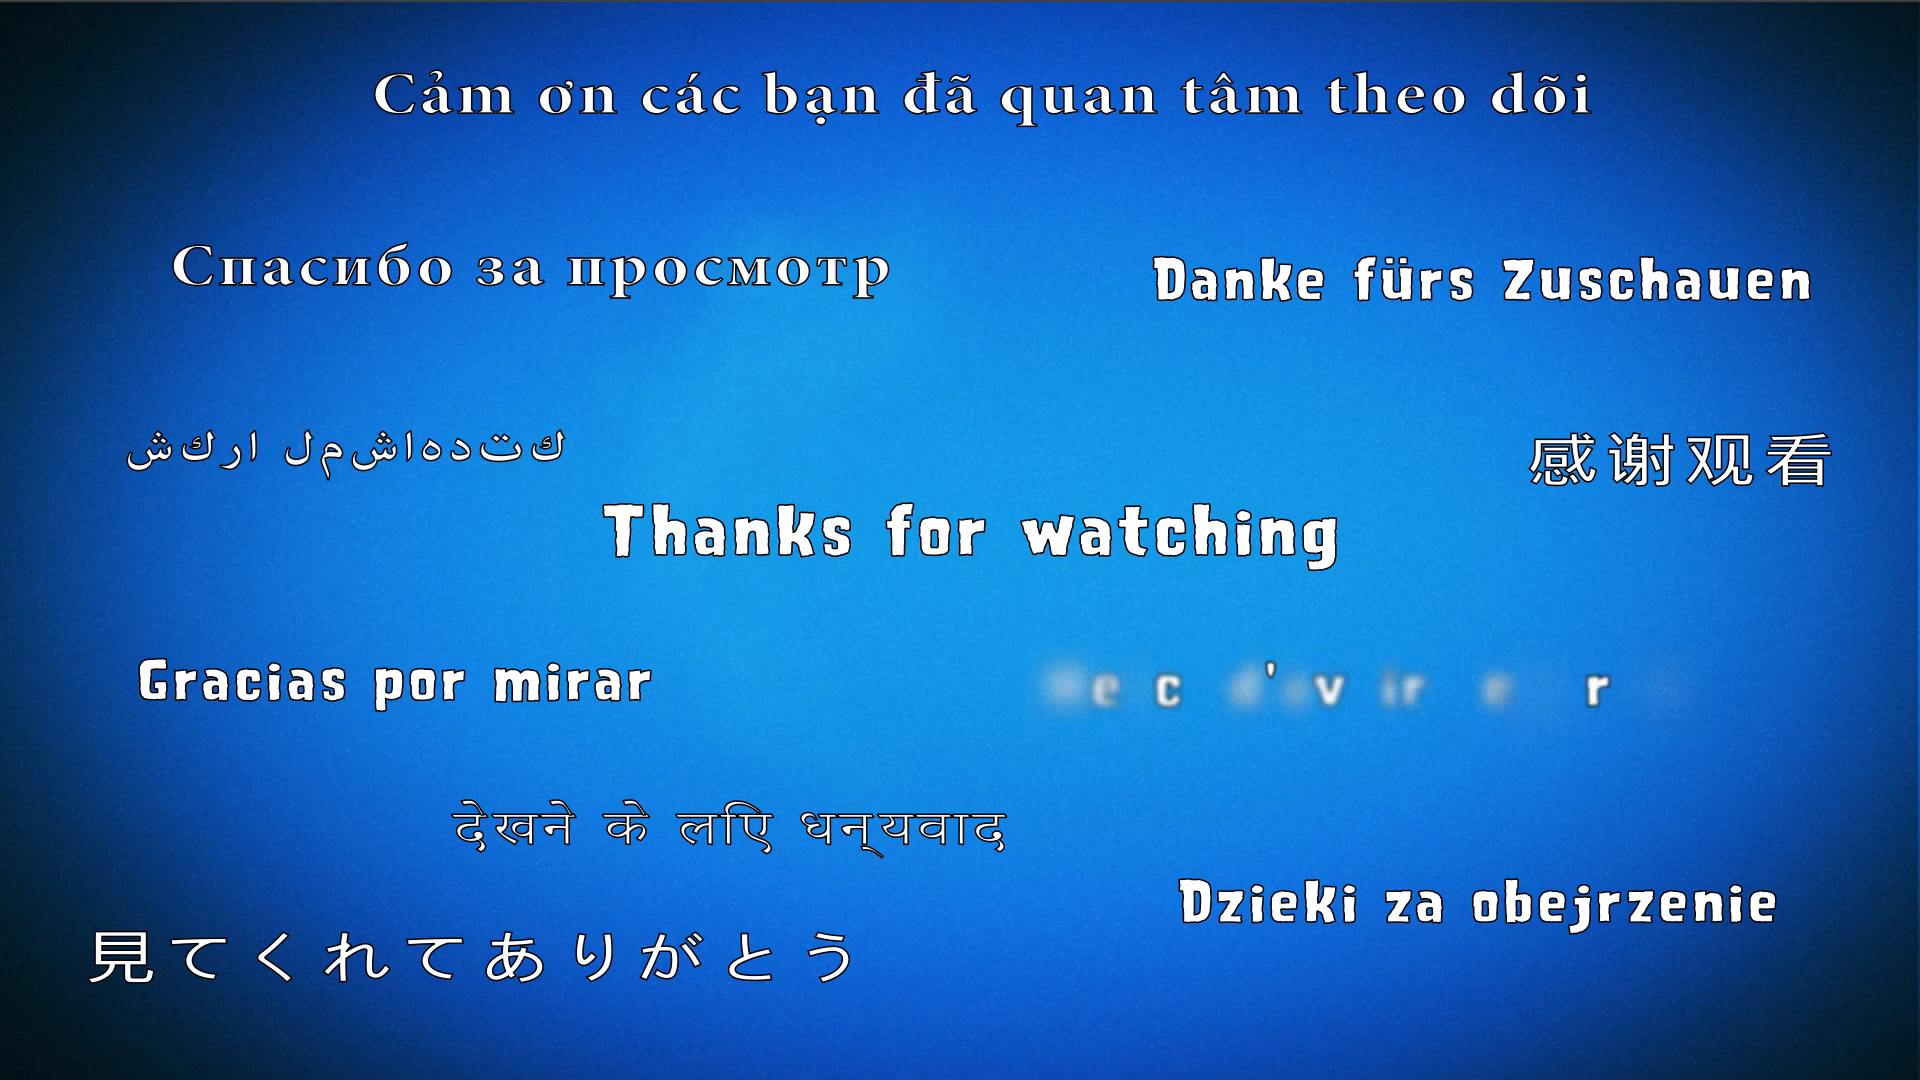 Cảm ơn các bạn đã quan tâm theo dõi
Спасибо за просмотр
Danke fürs Zuschauen
شكرا لمشاهدتك
感谢观看
Thanks for watching
Gracias por mirar
देखने के लिए धन्यवाद
Dzieki za obejrzenie
見てくれてありがとう